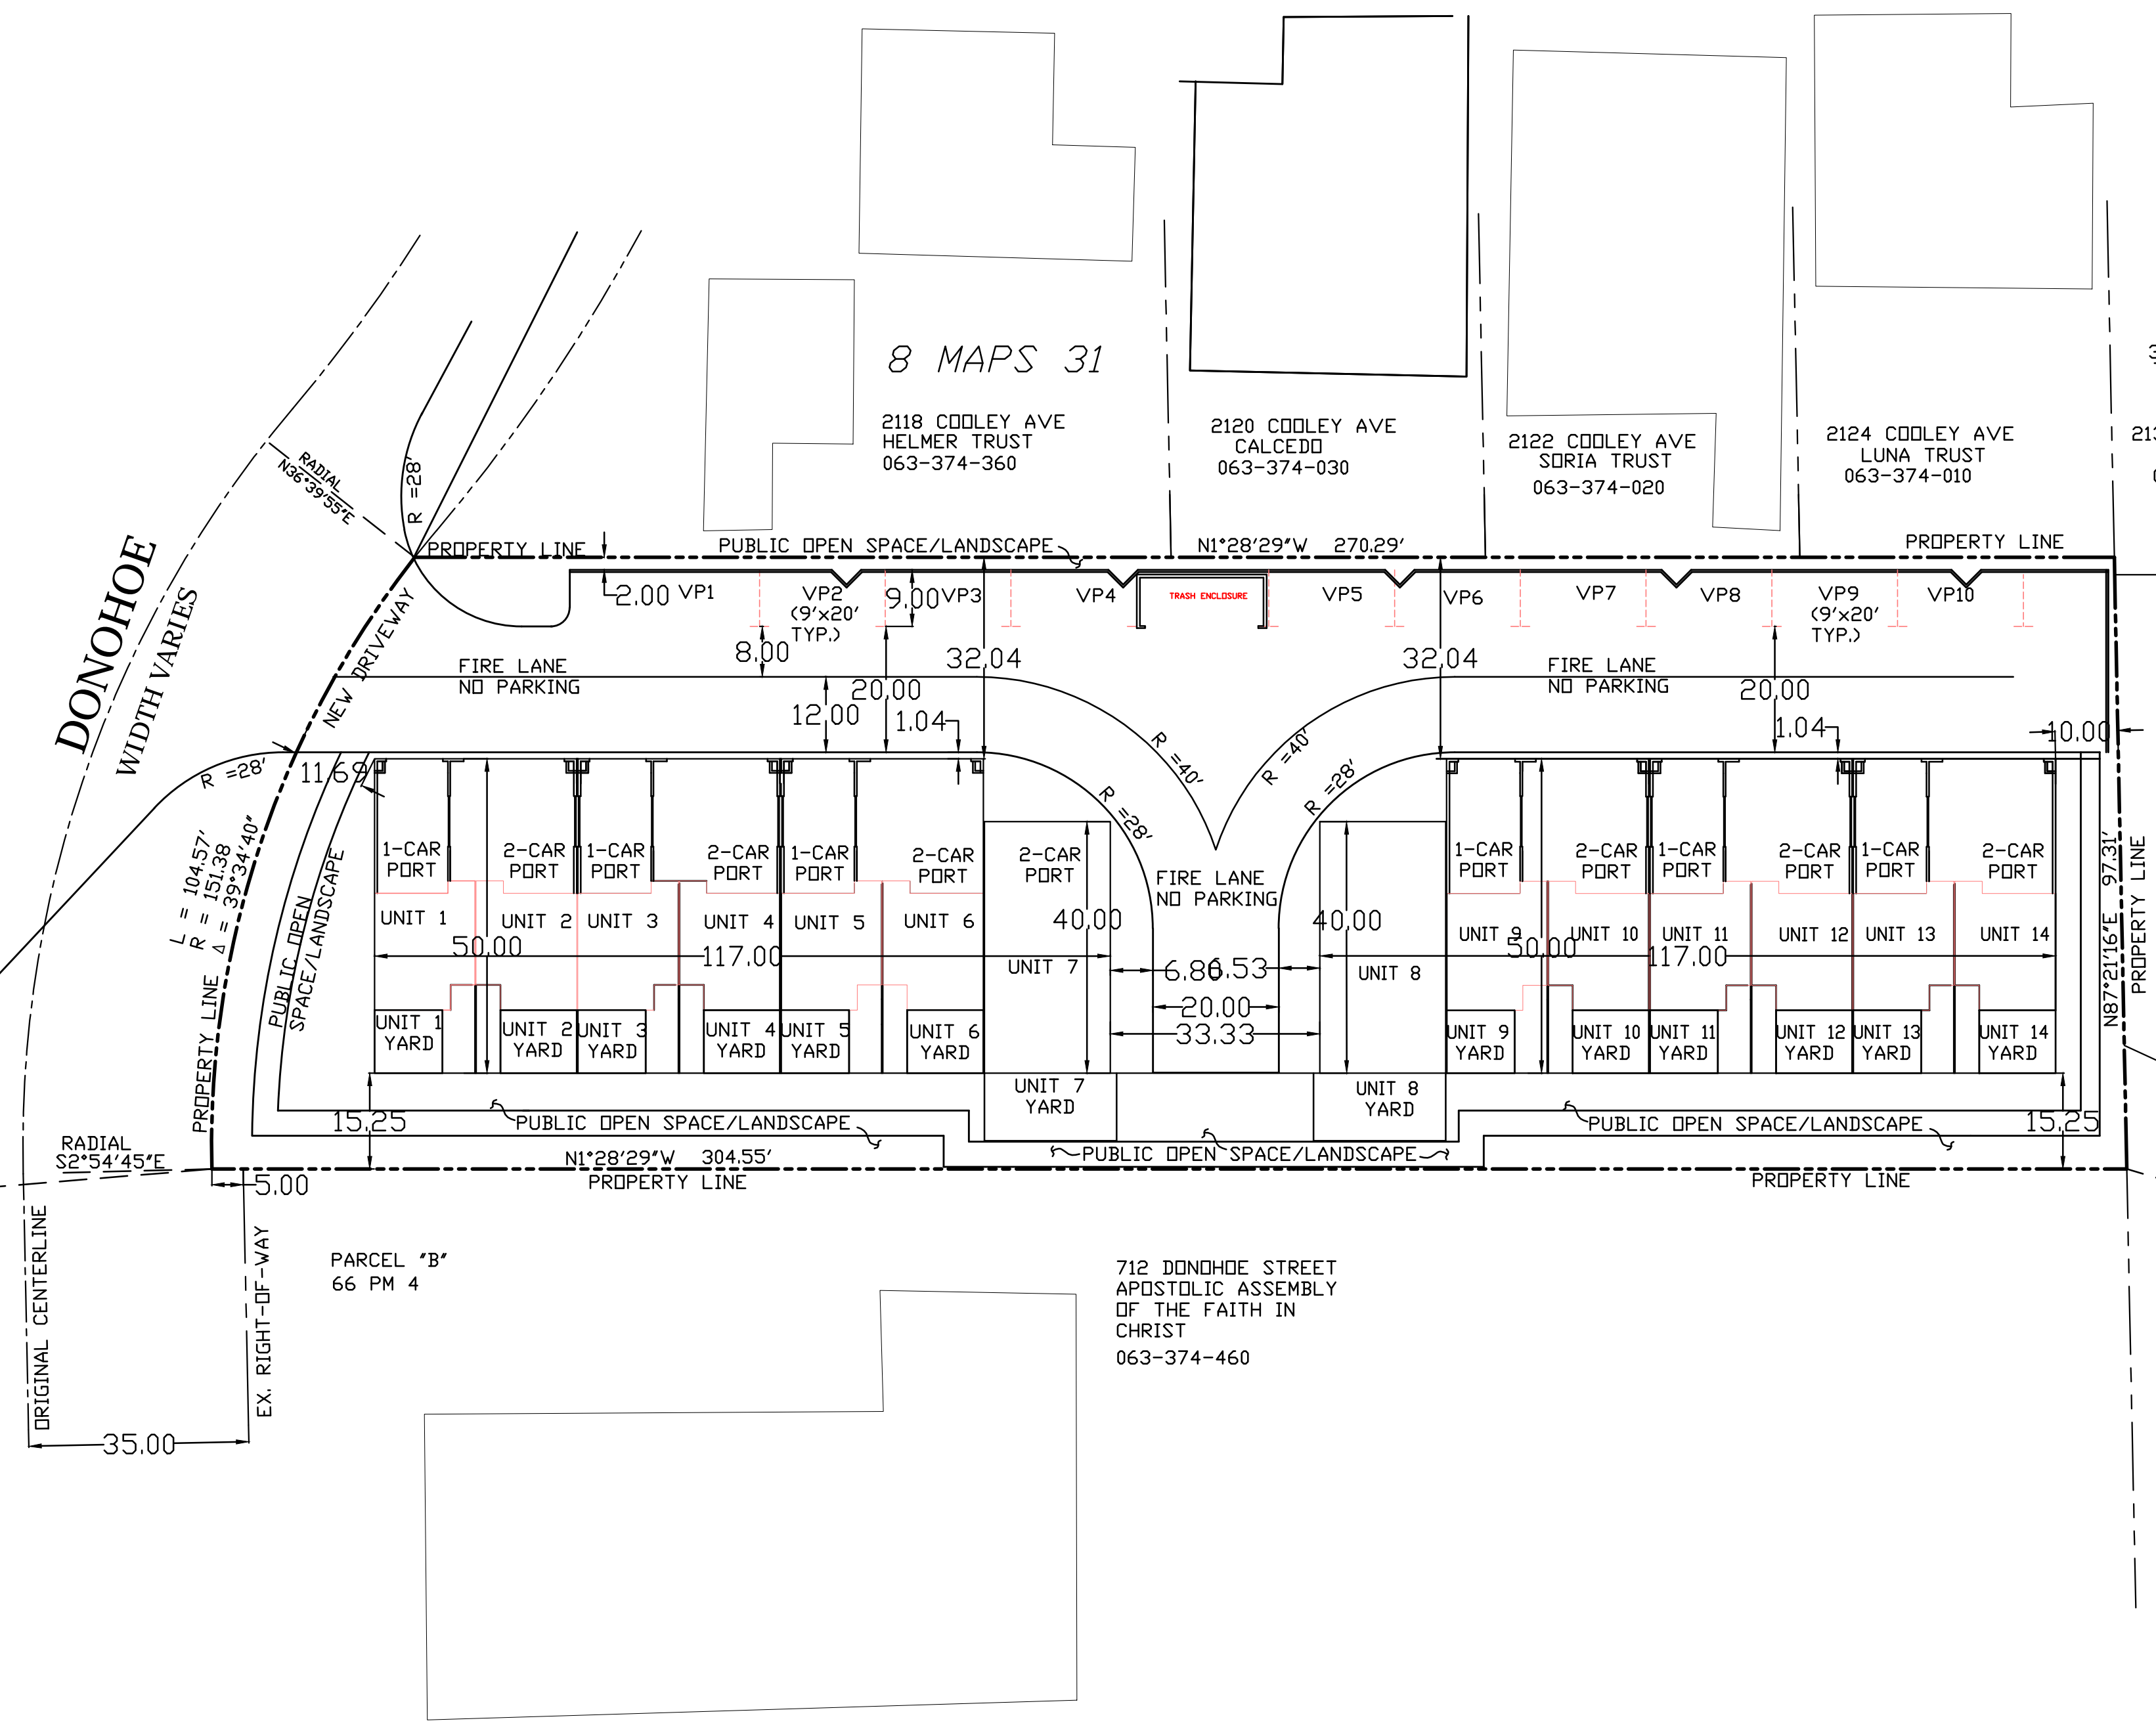 8 MAPS 31
2118 COOLEY AVE
HELMER TRUST
063-374-360
2120 COOLEY AVE
CALCEDO
063-374-030
2122 COOLEY AVE
SORIA TRUST
063-374-020
2124 COOLEY AVE
LUNA TRUST
063-374-010
RADIAL
N36°39'55"E
R =28'
DONOHOE
WIDTH VARIES
PROPERTY LINE
PUBLIC OPEN SPACE/LANDSCAPE
N1°28'29"W 270.29'
PROPERTY LINE
NEW DRIVEWAY
2.00
VP1
VP2
(9'x20'
TYP.)
9.00
VP3
VP4
TRASH ENCLOSURE
VP5
VP6
VP7
VP8
VP9
(9'x20'
TYP.)
VP10
8.00
32.04
32.04
FIRE LANE
NO PARKING
FIRE LANE
NO PARKING
20.00
20.00
12.00
1.04
1.04
10.00
R =28'
11.69
R =40'
R =40'
R =28'
R =28'
L = 104.57'
R = 151.38
Δ = 39°34'40"
PROPERTY LINE
PUBLIC OPEN
SPACE/LANDSCAPE
1-CAR
PORT
2-CAR
PORT
1-CAR
PORT
2-CAR
PORT
1-CAR
PORT
2-CAR
PORT
2-CAR
PORT
FIRE LANE
NO PARKING
1-CAR
PORT
2-CAR
PORT
1-CAR
PORT
2-CAR
PORT
1-CAR
PORT
2-CAR
PORT
UNIT 1
UNIT 2
UNIT 3
UNIT 4
UNIT 5
UNIT 6
40.00
40.00
UNIT 9
UNIT 10
UNIT 11
UNIT 12
UNIT 13
UNIT 14
50.00
117.00
UNIT 7
6.80
6.53
UNIT 8
50.00
117.00
20.00
33.33
N87°21'16"E 97.31'
PROPERTY LINE
UNIT 1
YARD
UNIT 2
YARD
UNIT 3
YARD
UNIT 4
YARD
UNIT 5
YARD
UNIT 6
YARD
UNIT 7
YARD
UNIT 8
YARD
UNIT 9
YARD
UNIT 10
YARD
UNIT 11
YARD
UNIT 12
YARD
UNIT 13
YARD
UNIT 14
YARD
15.25
PUBLIC OPEN SPACE/LANDSCAPE
PUBLIC OPEN SPACE/LANDSCAPE
PUBLIC OPEN SPACE/LANDSCAPE
15.25
RADIAL
S2°54'45"E
N1°28'29"W 304.55'
PROPERTY LINE
PROPERTY LINE
5.00
ORIGINAL CENTERLINE
EX. RIGHT-OF-WAY
35.00
PARCEL "B"
66 PM 4
712 DONOHOE STREET
APOSTOLIC ASSEMBLY
OF THE FAITH IN
CHRIST
063-374-460